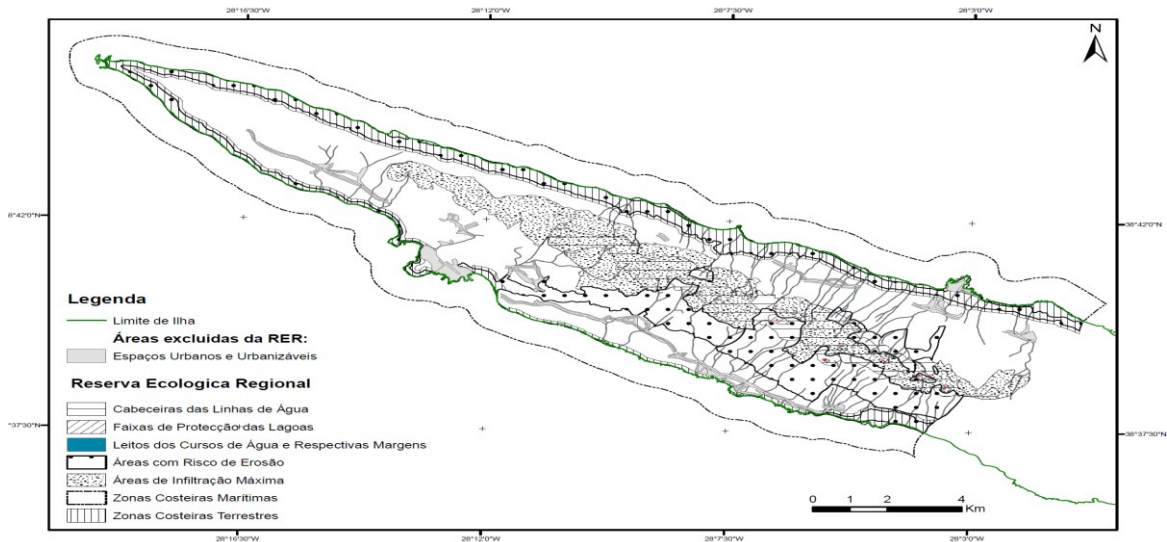 28°16'30"W 28°12'0"W 28°7'30"W 28°3'0"W
N
8°42'0"N 38°42'0"N
Legenda
Limite de Ilha
Áreas excluidas da RER:
Espaços Urbanos e Urbanizáveis
Reserva Ecologica Regional
Cabeceiras das Linhas de Água
Faixas de Protecção das Lagoas
Leitos dos Cursos de Água e Respectivas Margens
Áreas com Risco de Erosão
Áreas de Infiltração Máxima
Zonas Costeiras Marítimas
Zonas Costeiras Terrestres
°37'30"N 38°37'30"N
0 1 2 4
Km
28°16'30"W 28°12'0"W 28°7'30"W 28°3'0"W